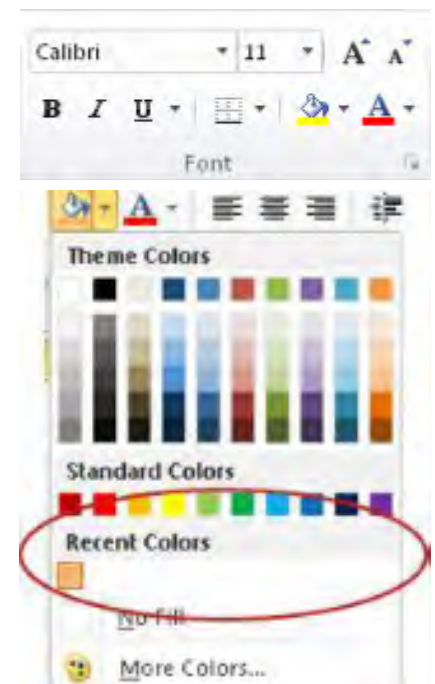 Calibri 11 A A
B I U A
Font
A
Theme Colors
Standard Colors
Recent Colors
No Fill
More Colors...